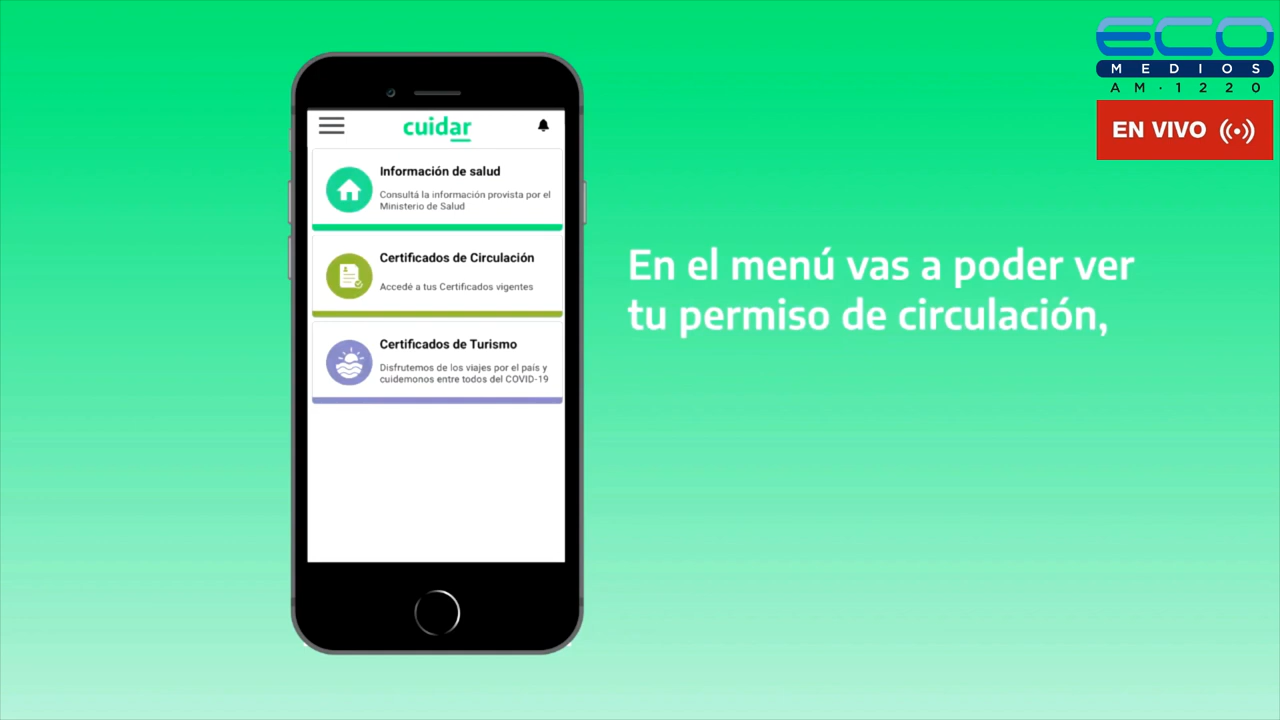 ECO
MEDIOS
AM·1220
EN VIVO
cuidar
Información de salud
Consultá la información provista por el
Ministerio de Salud
Certificados de Circulación
Accedé a tus Certificados vigentes
Certificados de Turismo
Disfrutemos de los viajes por el país y
cuidemonos entre todos del COVID-19
En el menú vas a poder ver
tu permiso de circulación,